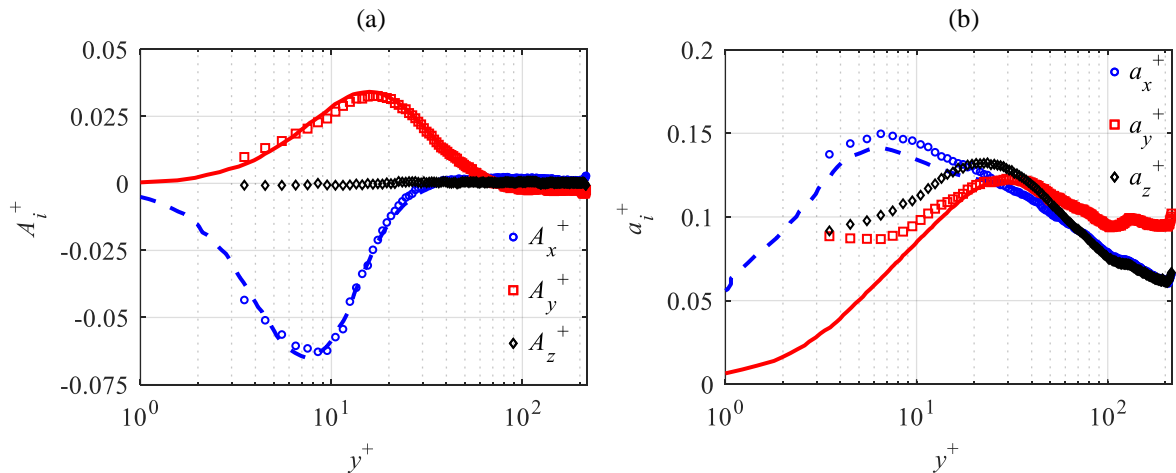 (a)
0.05
0.025
0
-0.025
-0.05
-0.075
10^0
10^1
10^2
A_i^+
y^+
A_x^+
A_y^+
A_z^+
(b)
0.2
0.15
0.1
0.05
0
10^0
10^1
10^2
a_i^+
y^+
a_x^+
a_y^+
a_z^+